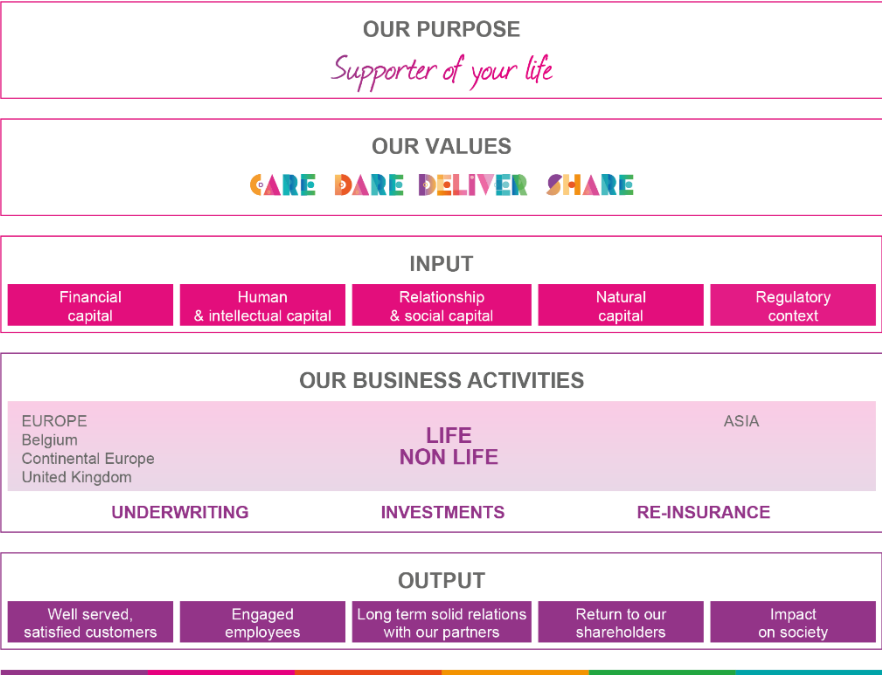 OUR PURPOSE
Supporter of your life
OUR VALUES
CARE DARE DELIVER SHARE
INPUT
Financial
capital
Human
& intellectual capital
Relationship
& social capital
Natural
capital
Regulatory
context
OUR BUSINESS ACTIVITIES
EUROPE
Belgium
Continental Europe
United Kingdom
LIFE
NON LIFE
ASIA
UNDERWRITING
INVESTMENTS
RE-INSURANCE
OUTPUT
Well served,
satisfied customers
Engaged
employees
Long term solid relations
with our partners
Return to our
shareholders
Impact
on society